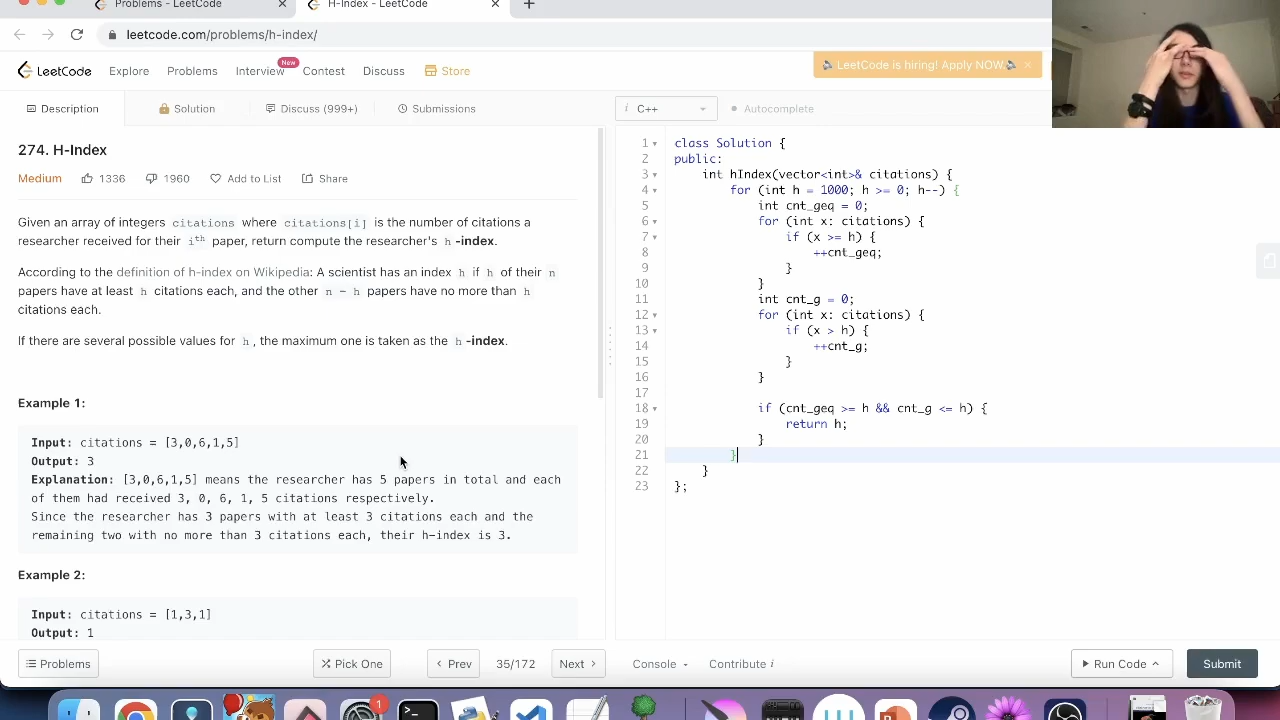 Problems - LeetCode
H-Index - LeetCode
leetcode.com/problems/h-index/
LeetCode Explore Problems Interview New Contest Discuss Store
LeetCode is hiring! Apply NOW.
Description Solution Discuss (999+) Submissions
274. H-Index
Medium 1336 1960 Add to List Share
Given an array of integers citations where citations[i] is the number of citations a
researcher received for their ith paper, return compute the researcher's h -index.
According to the definition of h-index on Wikipedia: A scientist has an index h if h of their n
papers have at least h citations each, and the other n − h papers have no more than h
citations each.
If there are several possible values for h , the maximum one is taken as the h -index.
Example 1:
Input: citations = [3,0,6,1,5]
Output: 3
Explanation: [3,0,6,1,5] means the researcher has 5 papers in total and each
of them had received 3, 0, 6, 1, 5 citations respectively.
Since the researcher has 3 papers with at least 3 citations each and the
remaining two with no more than 3 citations each, their h-index is 3.
Example 2:
Input: citations = [1,3,1]
Output: 1
Problems Pick One Prev 35/172 Next
i C++ Autocomplete
1 class Solution {
2 public:
3 int hIndex(vector<int>& citations) {
4 for (int h = 1000; h >= 0; h--) {
5 int cnt_geq = 0;
6 for (int x: citations) {
7 if (x >= h) {
8 ++cnt_geq;
9 }
10 }
11 int cnt_g = 0;
12 for (int x: citations) {
13 if (x > h) {
14 ++cnt_g;
15 }
16 }
17
18 if (cnt_geq >= h && cnt_g <= h) {
19 return h;
20 }
21 }
22 }
23 };
Console Contribute i Run Code Submit
1